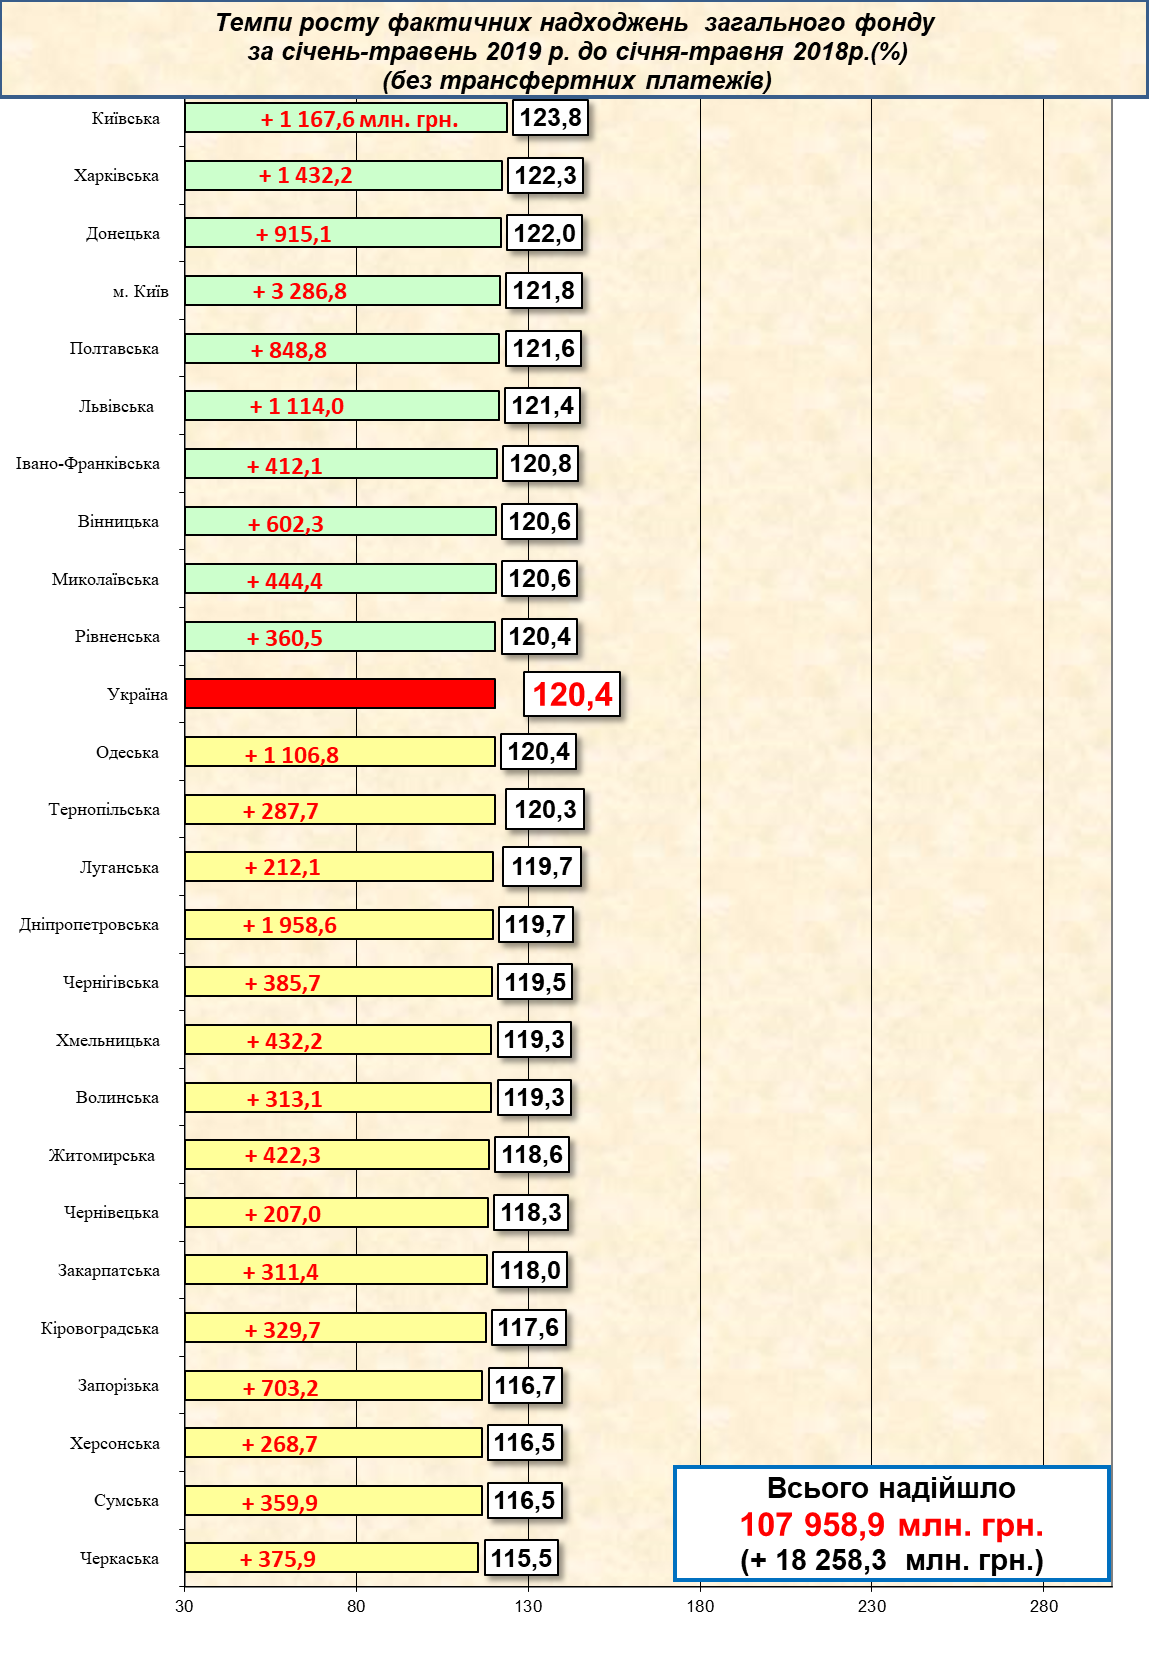 Темпи росту фактичних надходжень загального фонду
за січень-травень 2019 р. до січня-травня 2018р.(%)
(без трансфертних платежів)
Київська + 1 167,6 млн. грн. 123,8
Харківська + 1 432,2 122,3
Донецька + 915,1 122,0
м. Київ + 3 286,8 121,8
Полтавська + 848,8 121,6
Львівська + 1 114,0 121,4
Івано-Франківська + 412,1 120,8
Вінницька + 602,3 120,6
Миколаївська + 444,4 120,6
Рівненська + 360,5 120,4
Україна 120,4
Одеська + 1 106,8 120,4
Тернопільська + 287,7 120,3
Луганська + 212,1 119,7
Дніпропетровська + 1 958,6 119,7
Чернігівська + 385,7 119,5
Хмельницька + 432,2 119,3
Волинська + 313,1 119,3
Житомирська + 422,3 118,6
Чернівецька + 207,0 118,3
Закарпатська + 311,4 118,0
Кіровоградська + 329,7 117,6
Запорізька + 703,2 116,7
Херсонська + 268,7 116,5
Сумська + 359,9 116,5
Черкаська + 375,9 115,5
Всього надійшло
107 958,9 млн. грн.
(+ 18 258,3 млн. грн.)
30 80 130 180 230 280